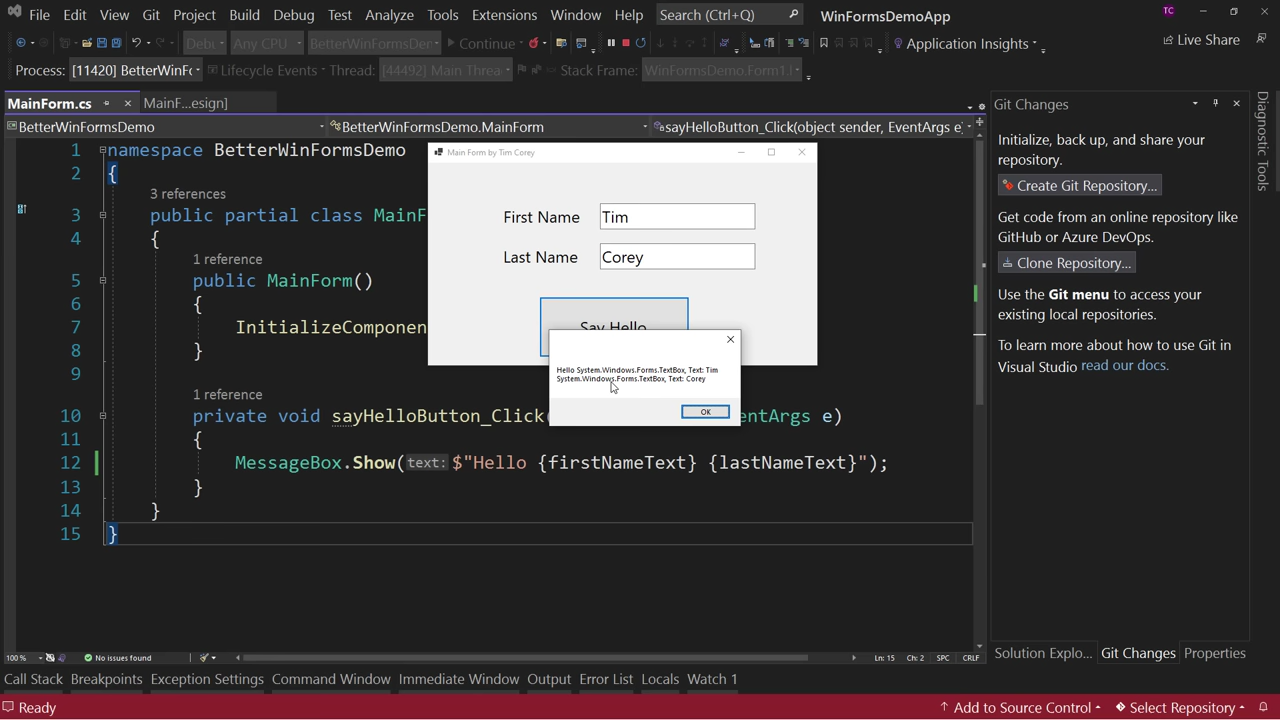 File Edit View Git Project Build Debug Test Analyze Tools Extensions Window Help Search (Ctrl+Q) WinFormsDemoApp TC
Debu Any CPU BetterWinFormsDen Continue Application Insights Live Share
Process: [11420] BetterWinFo Lifecycle Events Thread: [44492] Main Threa Stack Frame: WinFormsDemo.Form1.
MainForm.cs MainF...esign]
BetterWinFormsDemo BetterWinFormsDemo.MainForm sayHelloButton_Click(object sender, EventArgs e)
1 namespace BetterWinFormsDemo
2 {
3 references
3 public partial class MainF
4 {
1 reference
5 public MainForm()
6 {
7 InitializeComponen
8 }
9
1 reference
10 private void sayHelloButton_Click( entArgs e)
11 {
12 MessageBox.Show(text: $"Hello {firstNameText} {lastNameText}");
13 }
14 }
15 }
Main Form by Tim Corey
First Name Tim
Last Name Corey
Say Hello
Hello System.Windows.Forms.TextBox, Text: Tim
System.Windows.Forms.TextBox, Text: Corey
OK
Git Changes
Initialize, back up, and share your
repository.
Create Git Repository...
Get code from an online repository like
GitHub or Azure DevOps.
Clone Repository...
Use the Git menu to access your
existing local repositories.
To learn more about how to use Git in
Visual Studio read our docs.
Diagnostic Tools
100 % No issues found Ln: 15 Ch: 2 SPC CRLF
Solution Explo... Git Changes Properties
Call Stack Breakpoints Exception Settings Command Window Immediate Window Output Error List Locals Watch 1
Ready Add to Source Control Select Repository